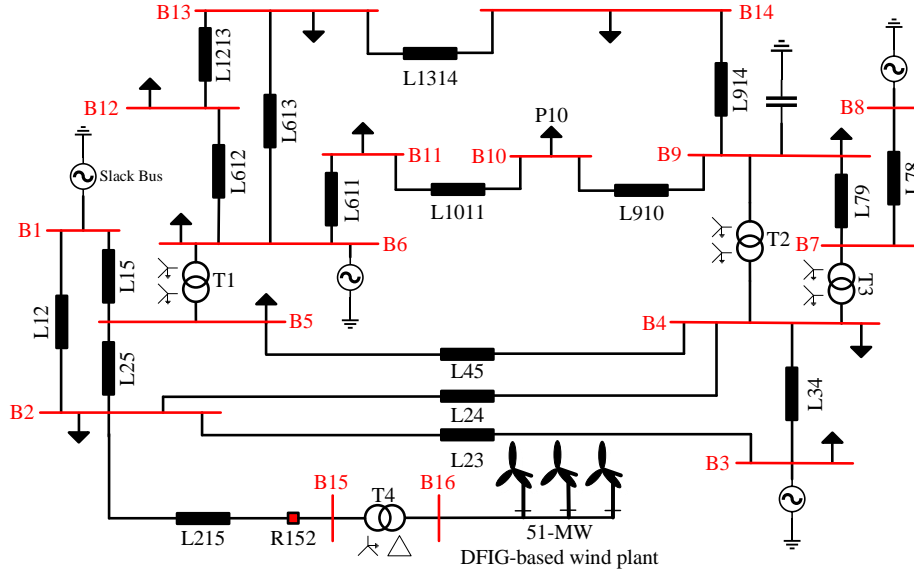 B13
B14
L1213
L1314
L914
B12
L613
P10
B8
Slack Bus
L612
B11
B10
B9
L78
L611
L1011
L910
L79
B1
B6
T2
B7
L15
T1
T3
L12
B5
B4
L25
L45
L34
L24
B2
L23
B3
B15
T4
B16
L215
R152
51-MW
DFIG-based wind plant